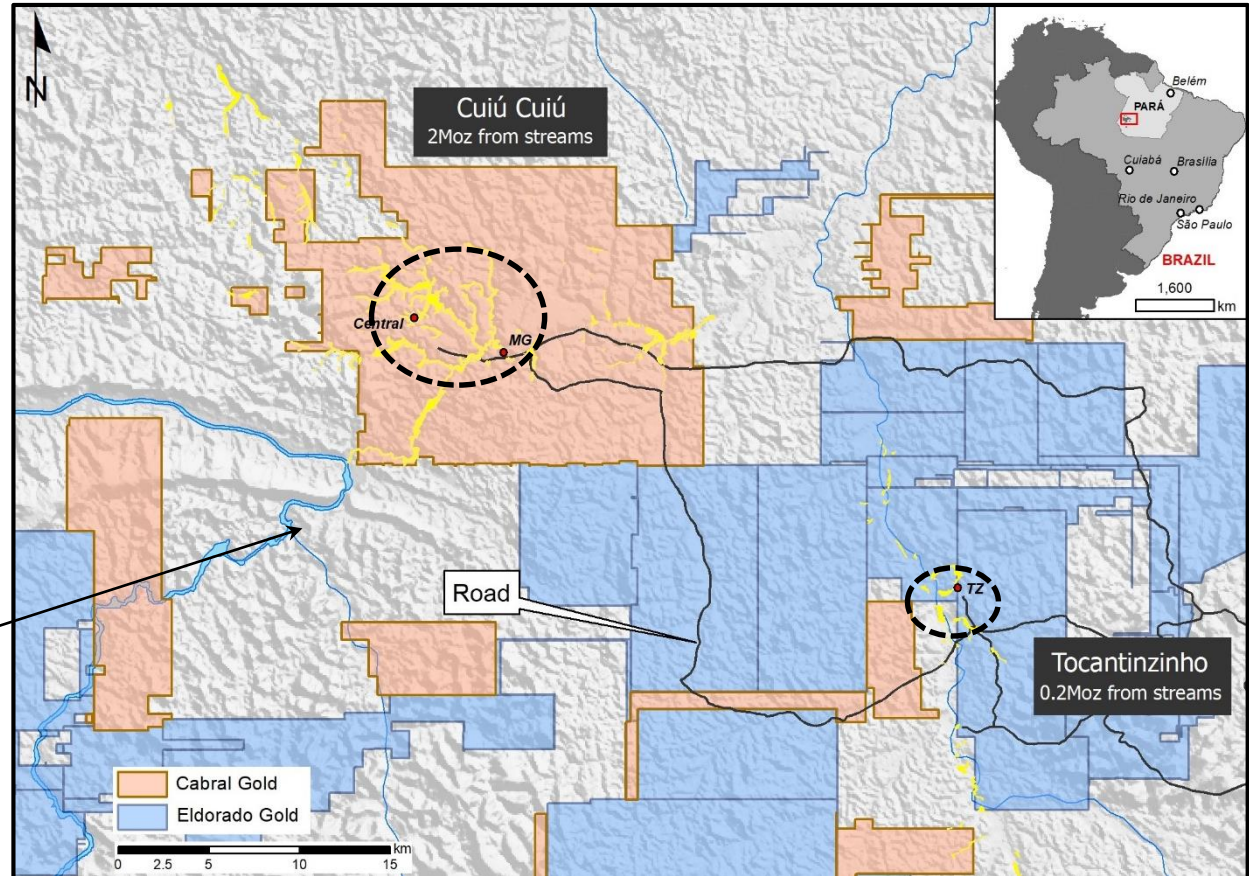 N
Cuiú Cuiú
2Moz from streams
Central
MG
Road
TZ
Tocantinzinho
0.2Moz from streams
Cabral Gold
Eldorado Gold
km
0 2.5 5 10 15
Belém
PARÁ
Cuiabá
Brasília
Rio de Janeiro
São Paulo
BRAZIL
1,600
km